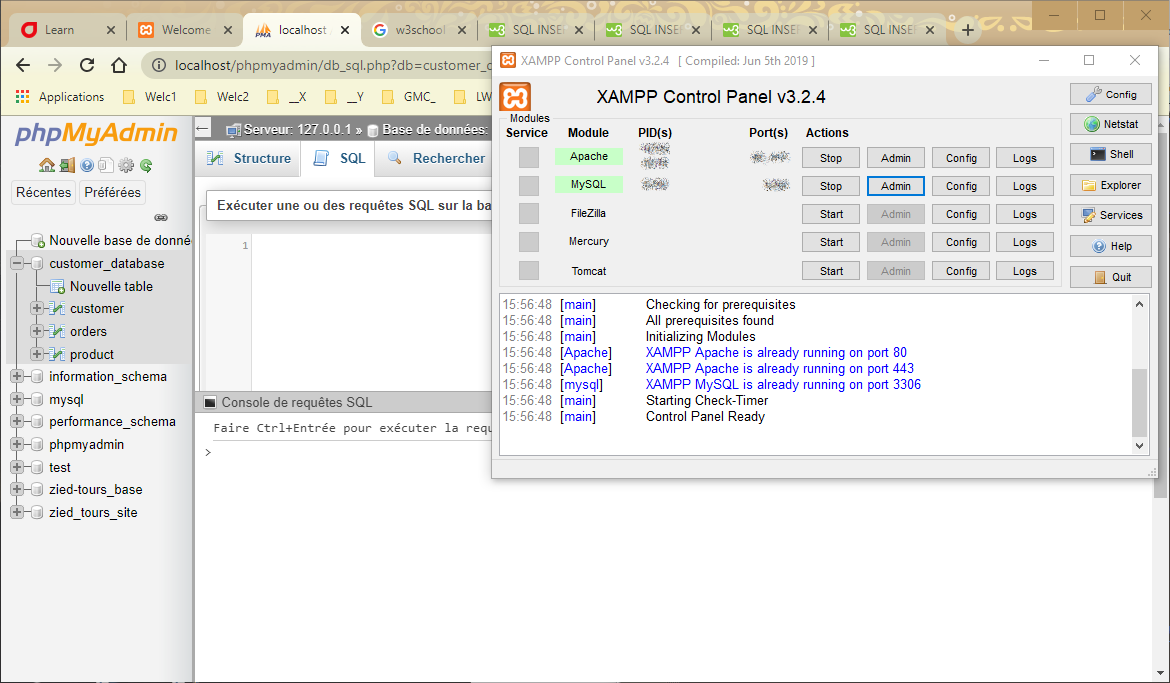 Learn
Welcome
localhost
w3school
SQL INSER
SQL INSER
SQL INSER
SQL INSER
localhost/phpmyadmin/db_sql.php?db=customer_d
Applications
Welc1
Welc2
__X
__Y
GMC_
LW
phpMyAdmin
Récentes
Préférées
Nouvelle base de donné
customer_database
Nouvelle table
customer
orders
product
information_schema
mysql
performance_schema
phpmyadmin
test
zied-tours_base
zied_tours_site
Serveur: 127.0.0.1 » Base de données:
Structure
SQL
Rechercher
Exécuter une ou des requêtes SQL sur la ba
1
Console de requêtes SQL
Faire Ctrl+Entrée pour exécuter la requ
>
XAMPP Control Panel v3.2.4 [ Compiled: Jun 5th 2019 ]
XAMPP Control Panel v3.2.4
Modules
Service Module PID(s) Port(s) Actions
Apache Stop Admin Config Logs
MySQL Stop Admin Config Logs
FileZilla Start Admin Config Logs
Mercury Start Admin Config Logs
Tomcat Start Admin Config Logs
Config
Netstat
Shell
Explorer
Services
Help
Quit
15:56:48 [main] Checking for prerequisites
15:56:48 [main] All prerequisites found
15:56:48 [main] Initializing Modules
15:56:48 [Apache] XAMPP Apache is already running on port 80
15:56:48 [Apache] XAMPP Apache is already running on port 443
15:56:48 [mysql] XAMPP MySQL is already running on port 3306
15:56:48 [main] Starting Check-Timer
15:56:48 [main] Control Panel Ready